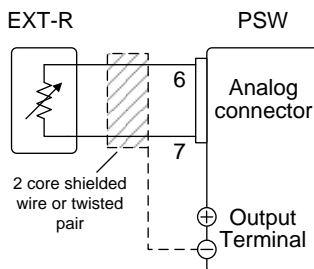 EXT-R
PSW
6
Analog
connector
7
2 core shielded
wire or twisted
pair
+
Output
Terminal
−